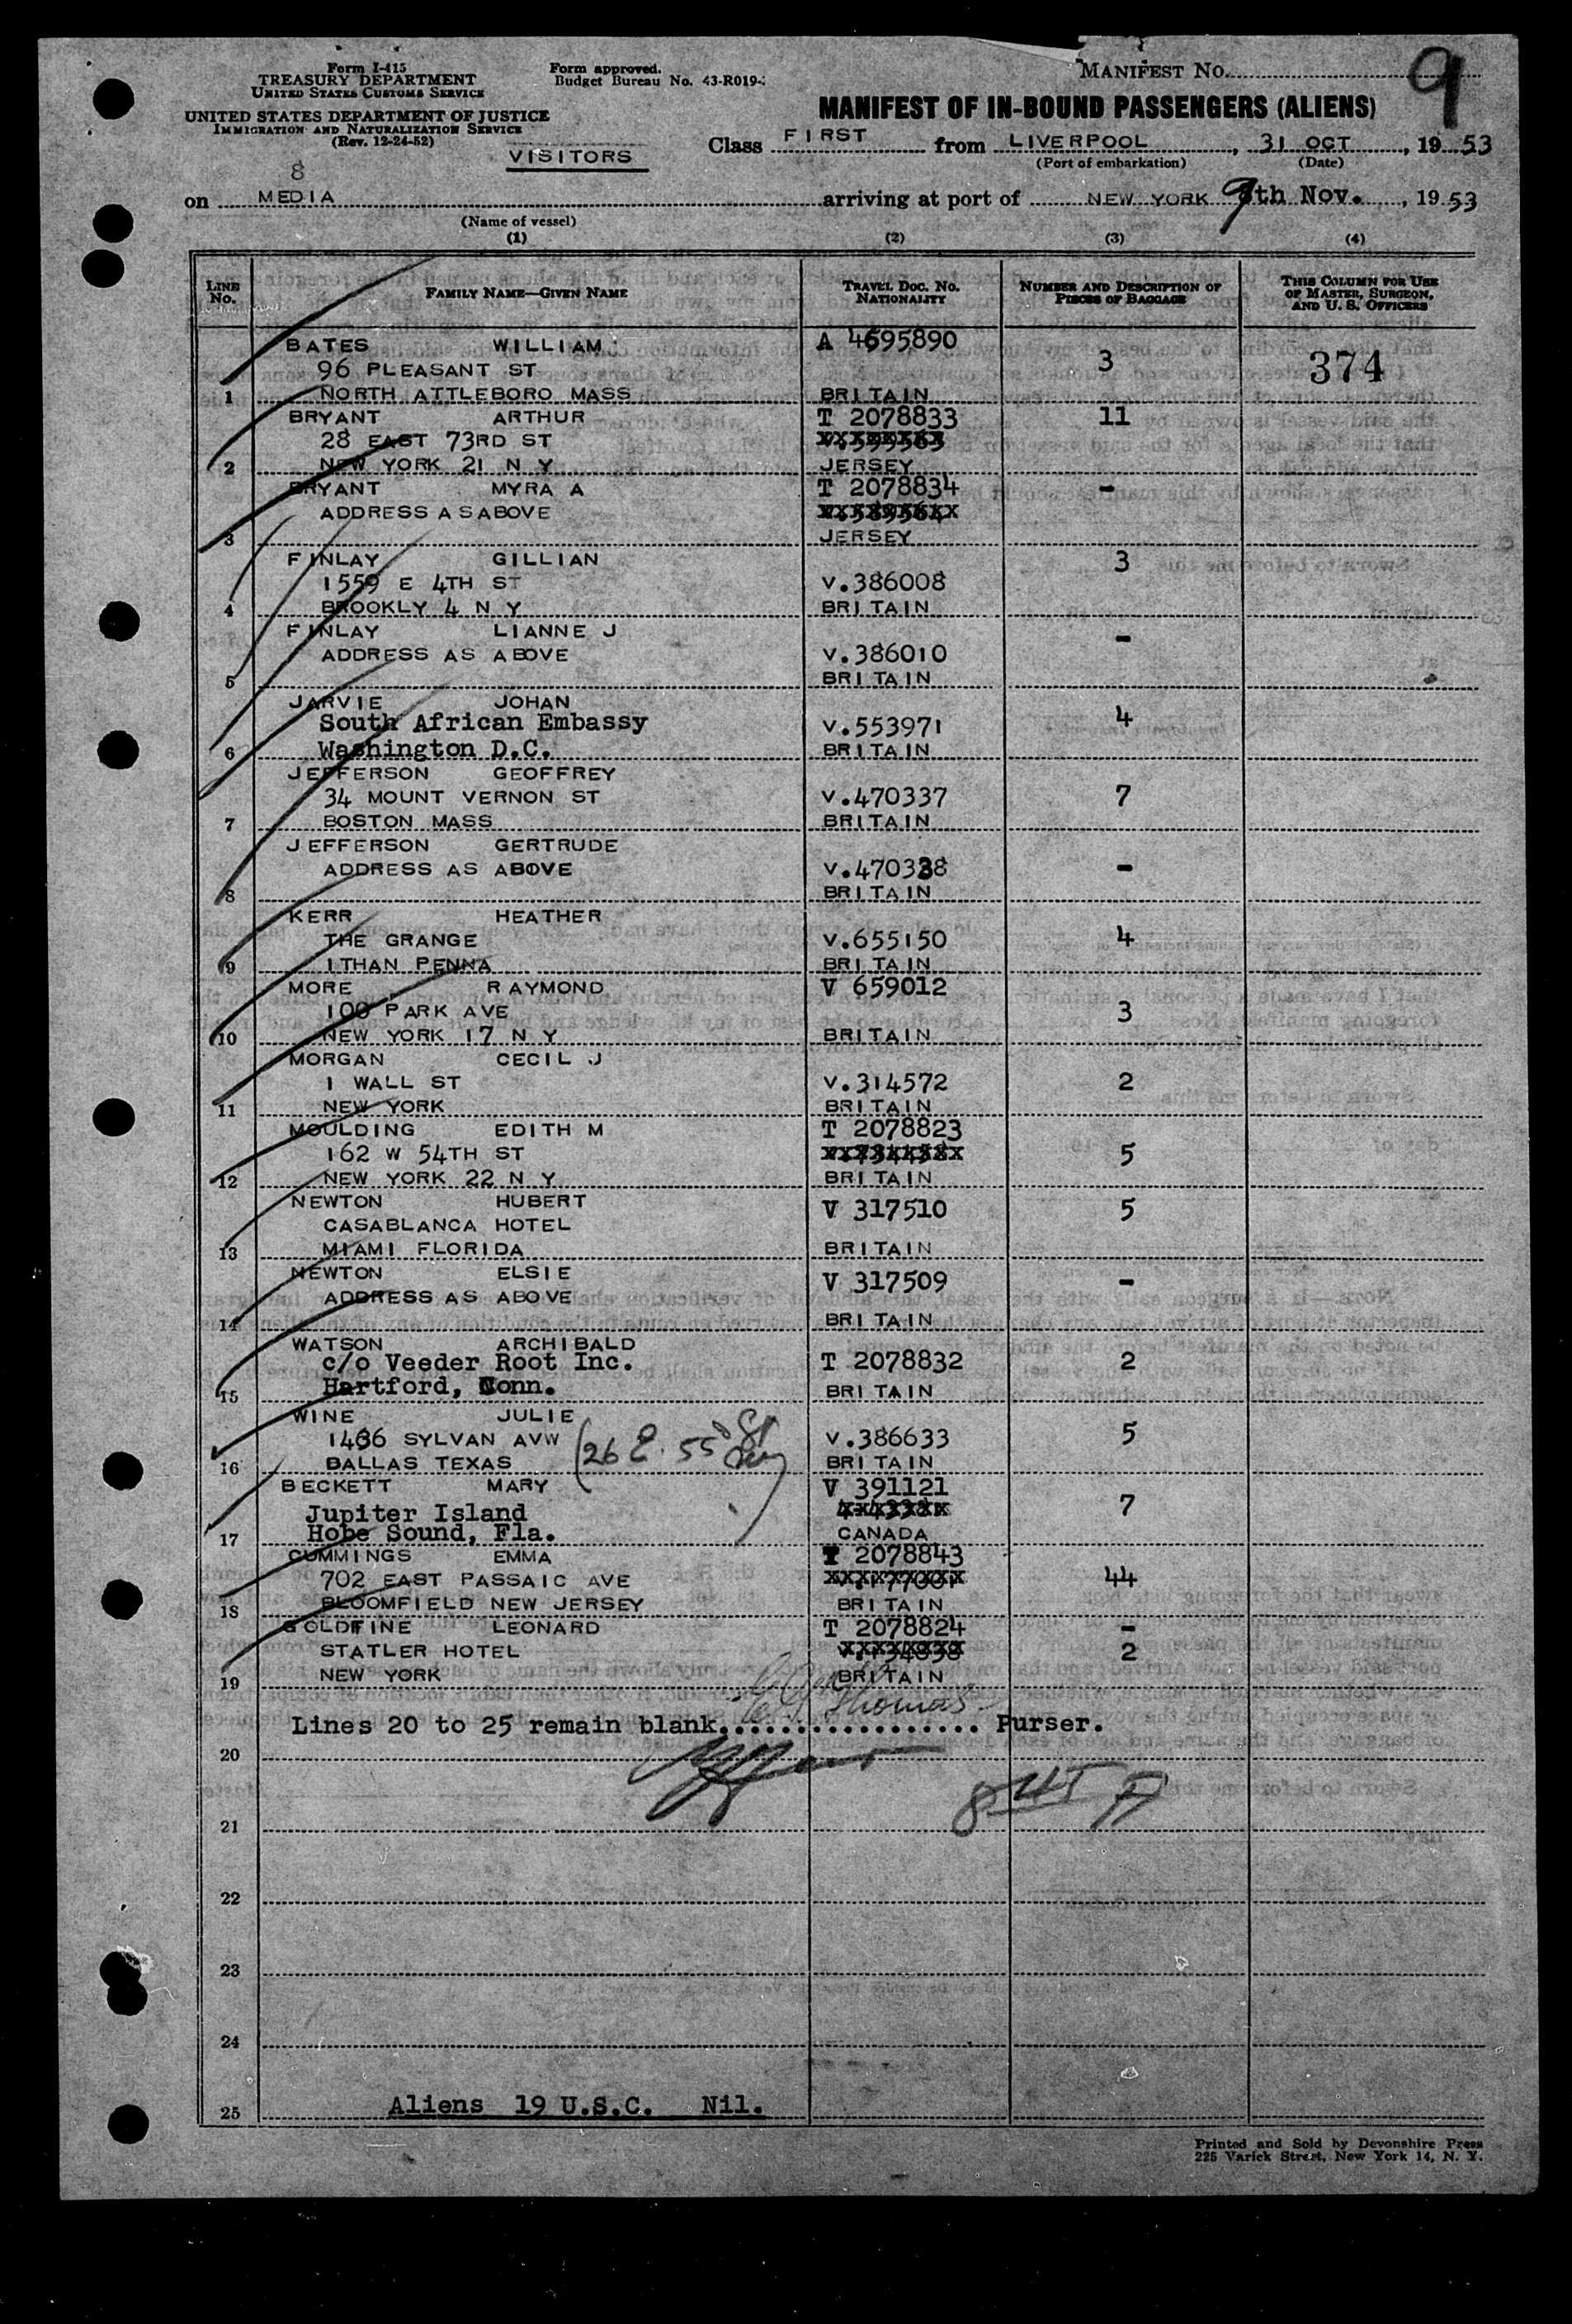 Form I-415
TREASURY DEPARTMENT
UNITED STATES CUSTOMS SERVICE
UNITED STATES DEPARTMENT OF JUSTICE
IMMIGRATION AND NATURALIZATION SERVICE
(Rev. 12-24-52)
Form approved.
Budget Bureau No. 43-R019-
MANIFEST No. 9
MANIFEST OF IN-BOUND PASSENGERS (ALIENS)
VISITORS
Class FIRST from LIVERPOOL, 31 OCT, 1953
(Port of embarkation) (Date)
8
on MEDIA arriving at port of NEW YORK 9th Nov., 1953
(Name of vessel)
(1) (2) (3) (4)
LINE No. FAMILY NAME—GIVEN NAME TRAVEL DOC. NO. NATIONALITY NUMBER AND DESCRIPTION OF PIECES OF BAGGAGE THIS COLUMN FOR USE OF MASTER, SURGEON, AND U. S. OFFICERS
BATES WILLIAM A 4695890
96 PLEASANT ST 3 374
1 NORTH ATTLEBORO MASS BRITAIN
BRYANT ARTHUR T 2078833 11
28 EAST 73RD ST
2 NEW YORK 21 N Y JERSEY
BRYANT MYRA A T 2078834 -
ADDRESS ASABOVE
3 JERSEY
FINLAY GILLIAN 3
1559 E 4TH ST V.386008
4 BROOKLY 4 N Y BRITAIN
FINLAY LIANNE J -
ADDRESS AS ABOVE V.386010
5 BRITAIN
JARVIE JOHAN 4
South African Embassy V.553971
6 Washington D.C. BRITAIN
JEFFERSON GEOFFREY
34 MOUNT VERNON ST V.470337 7
7 BOSTON MASS BRITAIN
JEFFERSON GERTRUDE
ADDRESS AS ABOVE V.470338 -
8 BRITAIN
KERR HEATHER
THE GRANGE V.655150 4
9 ITHAN PENNA BRITAIN
MORE RAYMOND V 659012
100 PARK AVE 3
10 NEW YORK 17 N Y BRITAIN
MORGAN CECIL J
1 WALL ST V.314572 2
11 NEW YORK BRITAIN
MOULDING EDITH M T 2078823
162 W 54TH ST 5
12 NEW YORK 22 N Y BRITAIN
NEWTON HUBERT V 317510 5
CASABLANCA HOTEL
13 MIAMI FLORIDA BRITAIN
NEWTON ELSIE V 317509 -
ADDRESS AS ABOVE
14 BRITAIN
WATSON ARCHIBALD
c/o Veeder Root Inc. T 2078832 2
15 Hartford, Conn. BRITAIN
WINE JULIE
1436 SYLVAN AVW (26 E. 55 St V.386633 5
16 DALLAS TEXAS BRITAIN
BECKETT MARY V 391121
Jupiter Island 7
17 Hobe Sound, Fla. CANADA
CUMMINGS EMMA T 2078843
702 EAST PASSAIC AVE 44
18 BLOOMFIELD NEW JERSEY BRITAIN
GOLDFINE LEONARD T 2078824 -
STATLER HOTEL 2
19 NEW YORK BRITAIN
Lines 20 to 25 remain blank. Thomas Purser.
20
21
22
23
24
25 Aliens 19 U.S.C. Nil.
Printed and Sold by Devonshire Press
225 Varick Street, New York 14, N. Y.